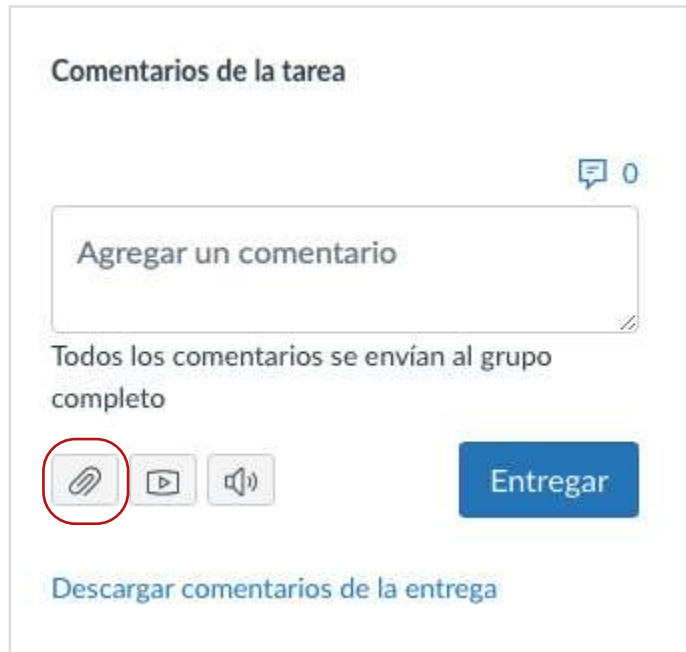 Comentarios de la tarea
0
Agregar un comentario
Todos los comentarios se envían al grupo
completo
Entregar
Descargar comentarios de la entrega